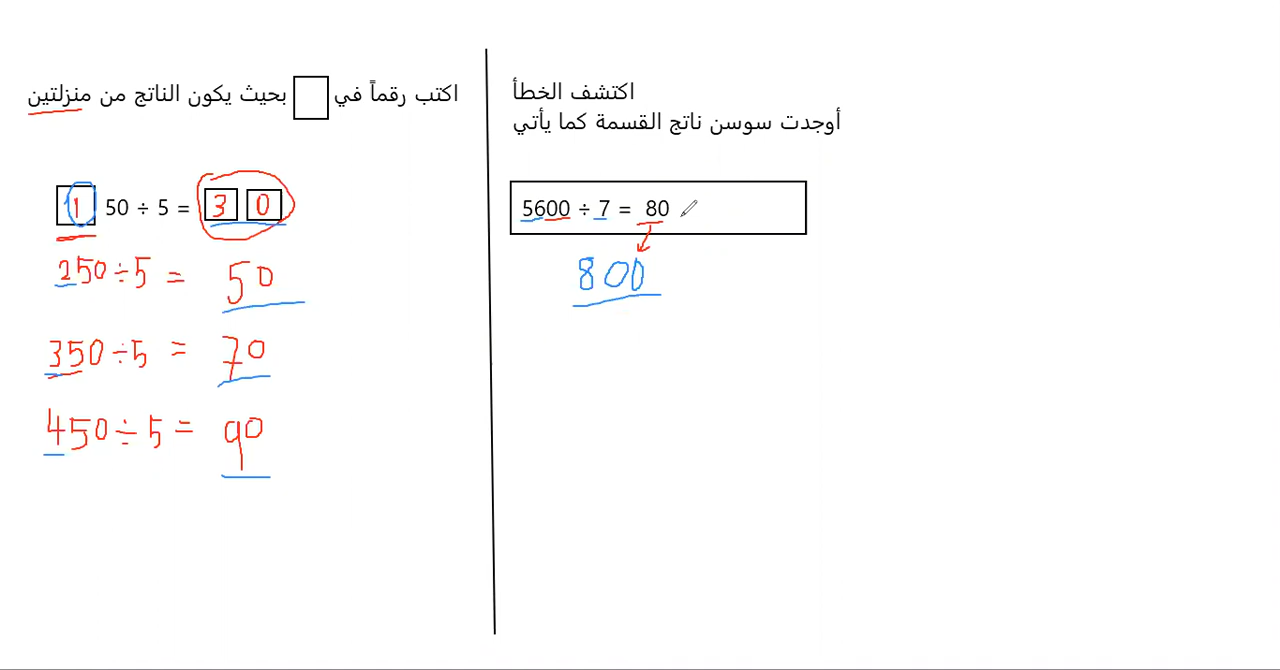 اكتب رقماً في بحيث يكون الناتج من منزلتين
1 50 ÷ 5 = 3 0
250 ÷ 5 = 50
350 ÷ 5 = 70
450 ÷ 5 = 90
اكتشف الخطأ
أوجدت سوسن ناتج القسمة كما يأتي
5600 ÷ 7 = 80
800